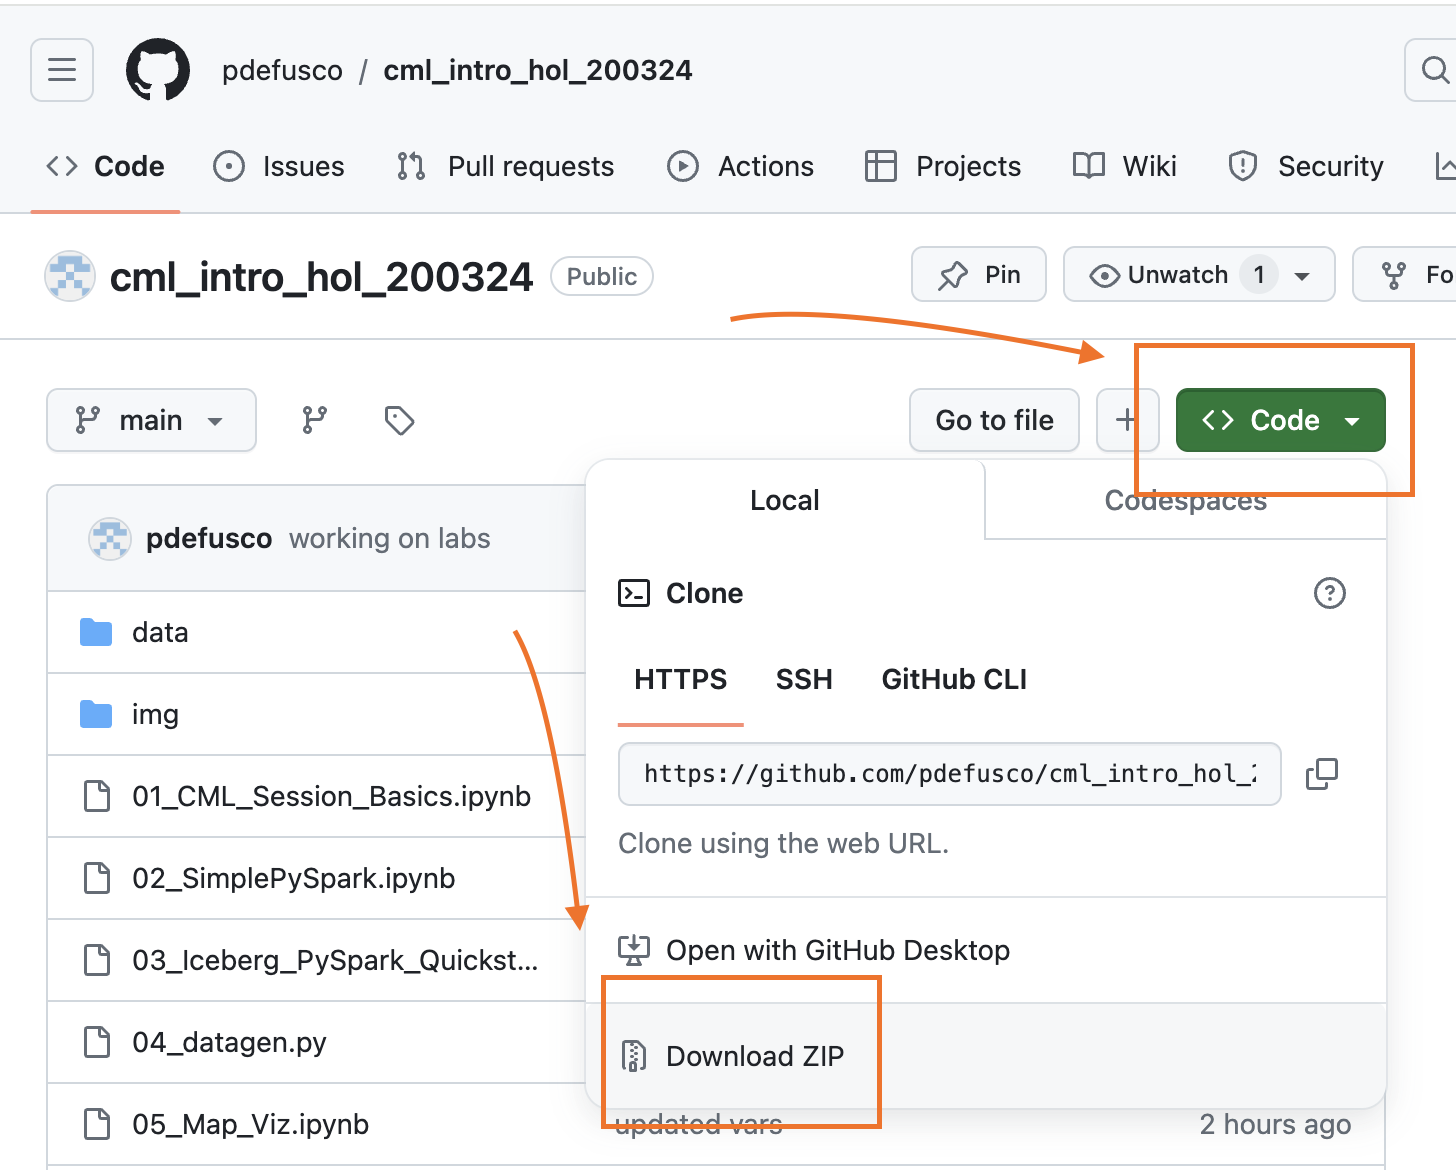 pdefusco / cml_intro_hol_200324
Code Issues Pull requests Actions Projects Wiki Security
cml_intro_hol_200324 Public Pin Unwatch 1 Fo
main Go to file Code
Local Codespaces
pdefusco working on labs
Clone
data
HTTPS SSH GitHub CLI
img
https://github.com/pdefusco/cml_intro_hol_2
01_CML_Session_Basics.ipynb
Clone using the web URL.
02_SimplePySpark.ipynb
Open with GitHub Desktop
03_Iceberg_PySpark_Quickst...
04_datagen.py
Download ZIP
05_Map_Viz.ipynb updated vars 2 hours ago